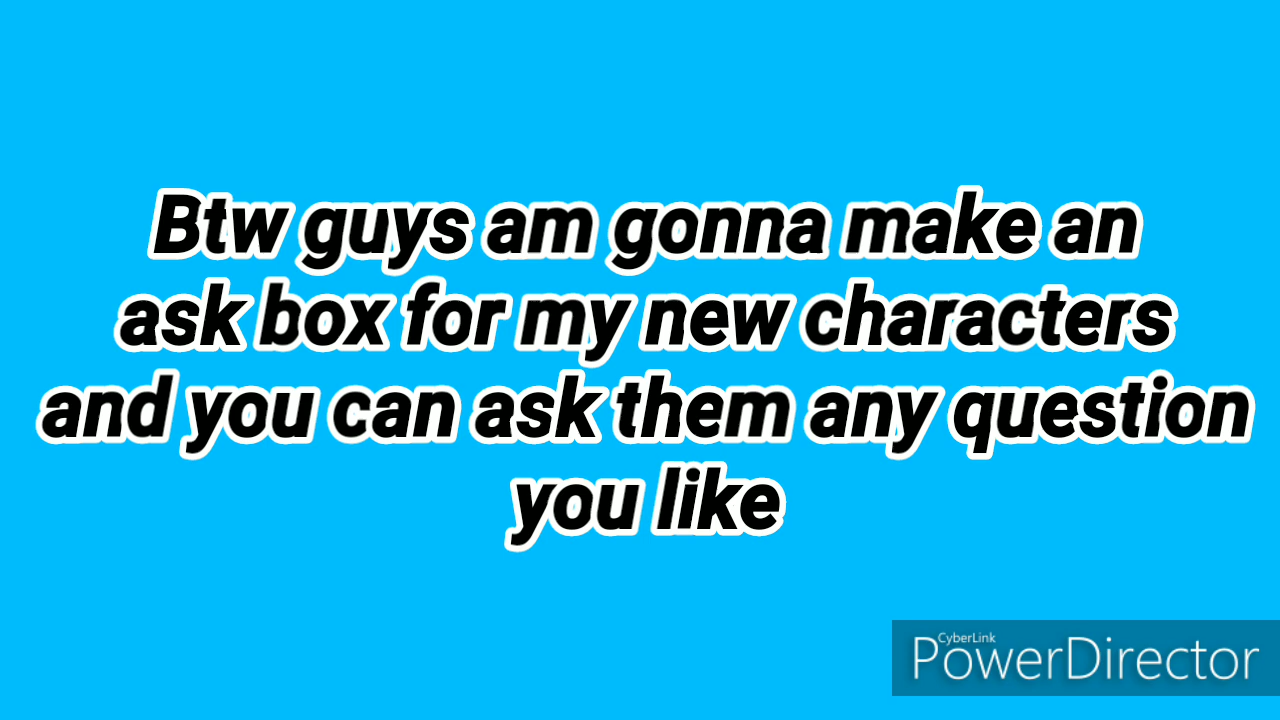 Btw guys am gonna make an
ask box for my new characters
and you can ask them any question
you like
CyberLink
PowerDirector